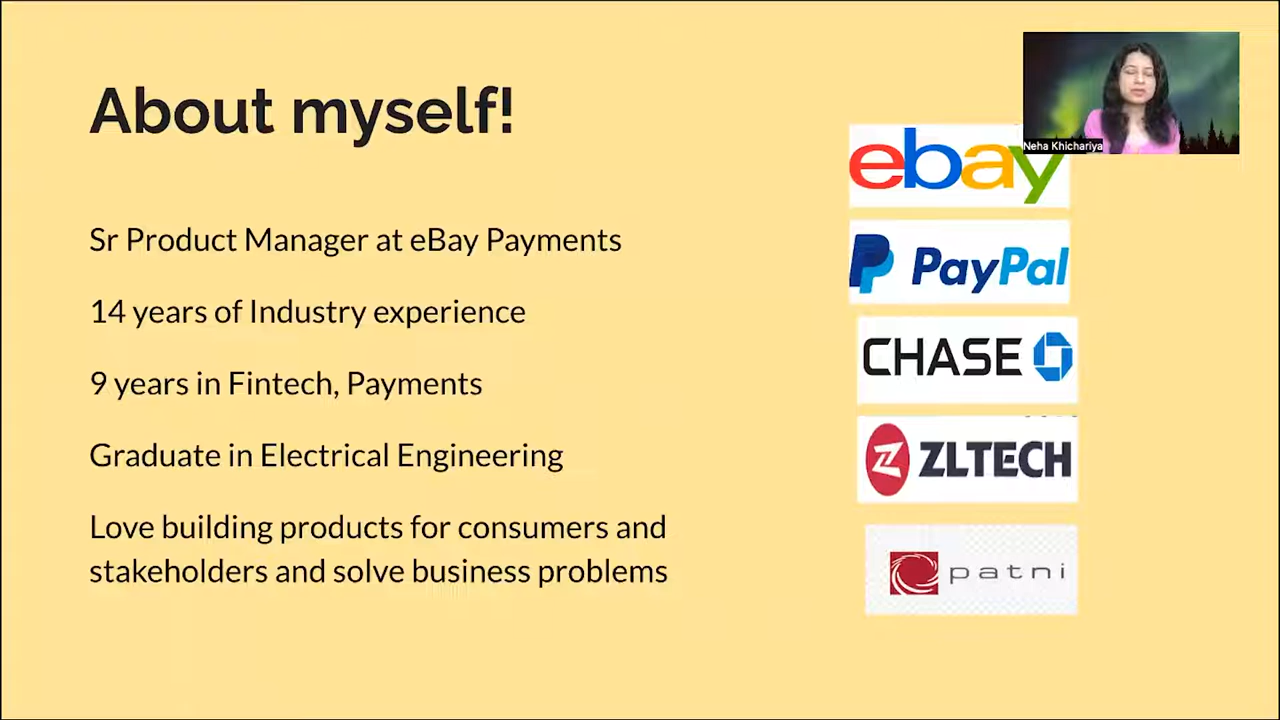 About myself!
Neha Khichariya
ebay
Sr Product Manager at eBay Payments
PayPal
14 years of Industry experience
CHASE
9 years in Fintech, Payments
ZLTECH
Graduate in Electrical Engineering
Love building products for consumers and
stakeholders and solve business problems
patni